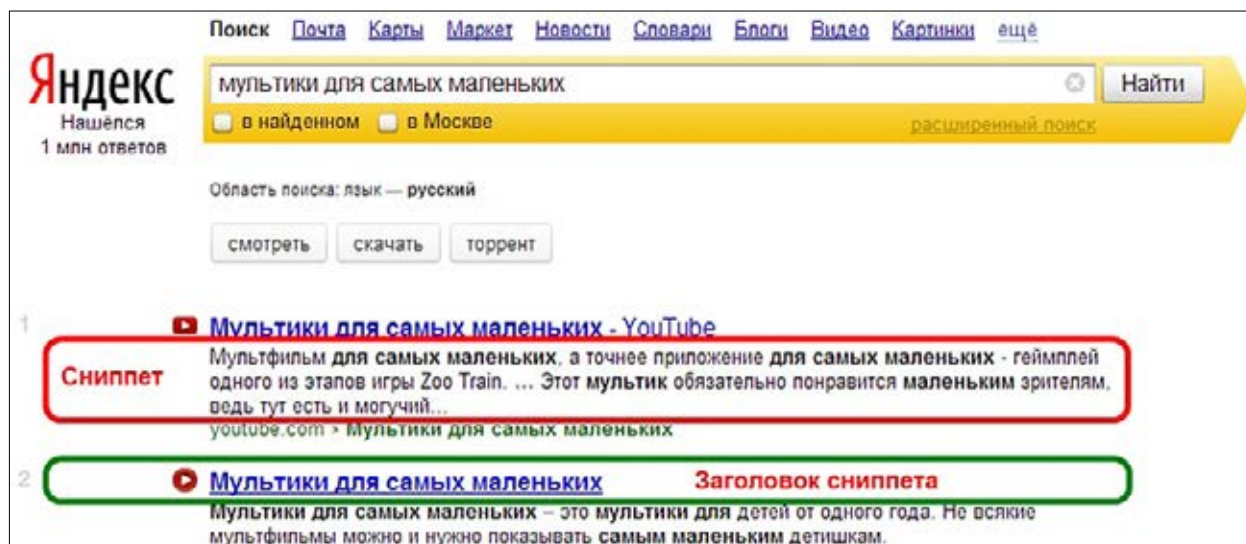 Поиск Почта Карты Маркет Новости Словари Блоги Видео Картинки ещё
Яндекс
Нашёлся
1 млн ответов
мультики для самых маленьких
Найти
в найденном в Москве расширенный поиск
Область поиска: язык — русский
смотреть скачать торрент
1 Мультики для самых маленьких - YouTube
Сниппет
Мультфильм для самых маленьких, а точнее приложение для самых маленьких - геймплей
одного из этапов игры Zoo Train. ... Этот мультик обязательно понравится маленьким зрителям,
ведь тут есть и могучий...
youtube.com › Мультики для самых маленьких
2 Мультики для самых маленьких Заголовок сниппета
Мультики для самых маленьких – это мультики для детей от одного года. Не всякие
мультфильмы можно и нужно показывать самым маленьким детишкам.